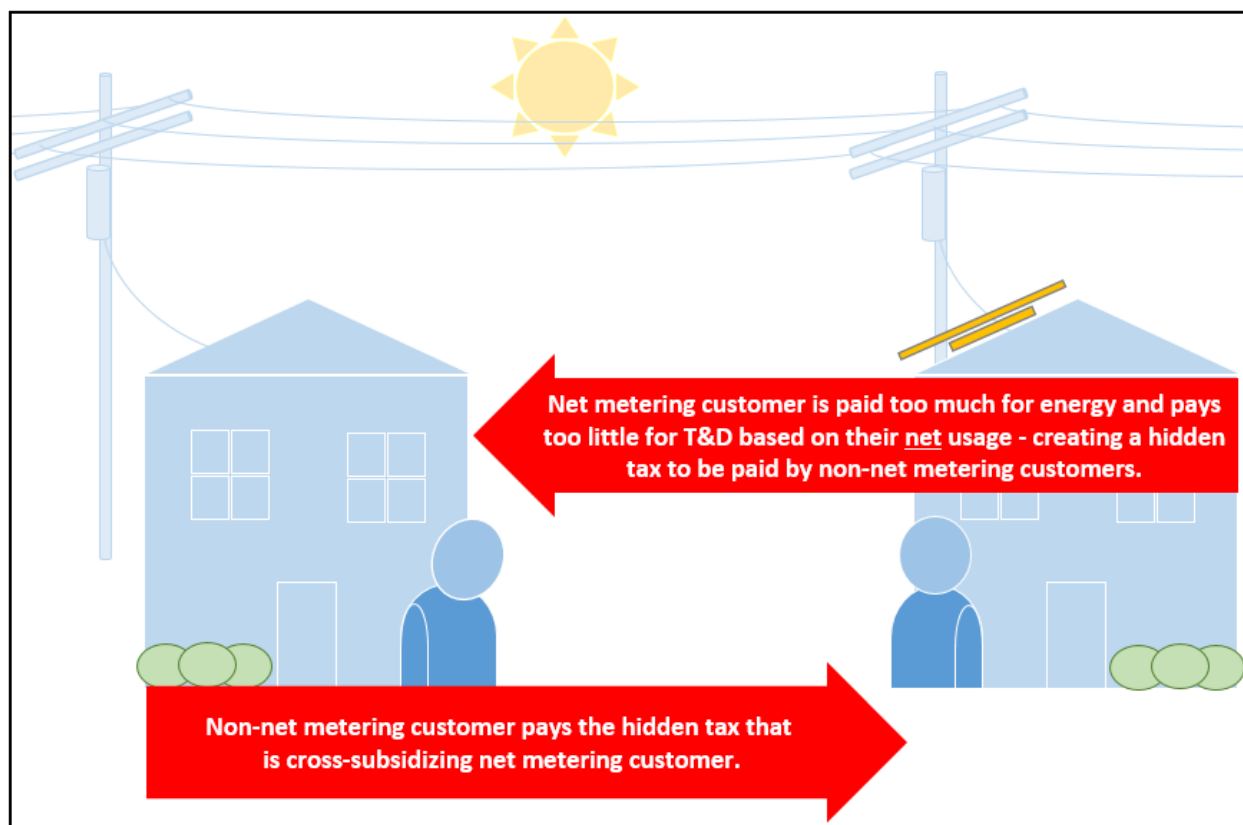 Net metering customer is paid too much for energy and pays
too little for T&D based on their net usage - creating a hidden
tax to be paid by non-net metering customers.
Non-net metering customer pays the hidden tax that
is cross-subsidizing net metering customer.